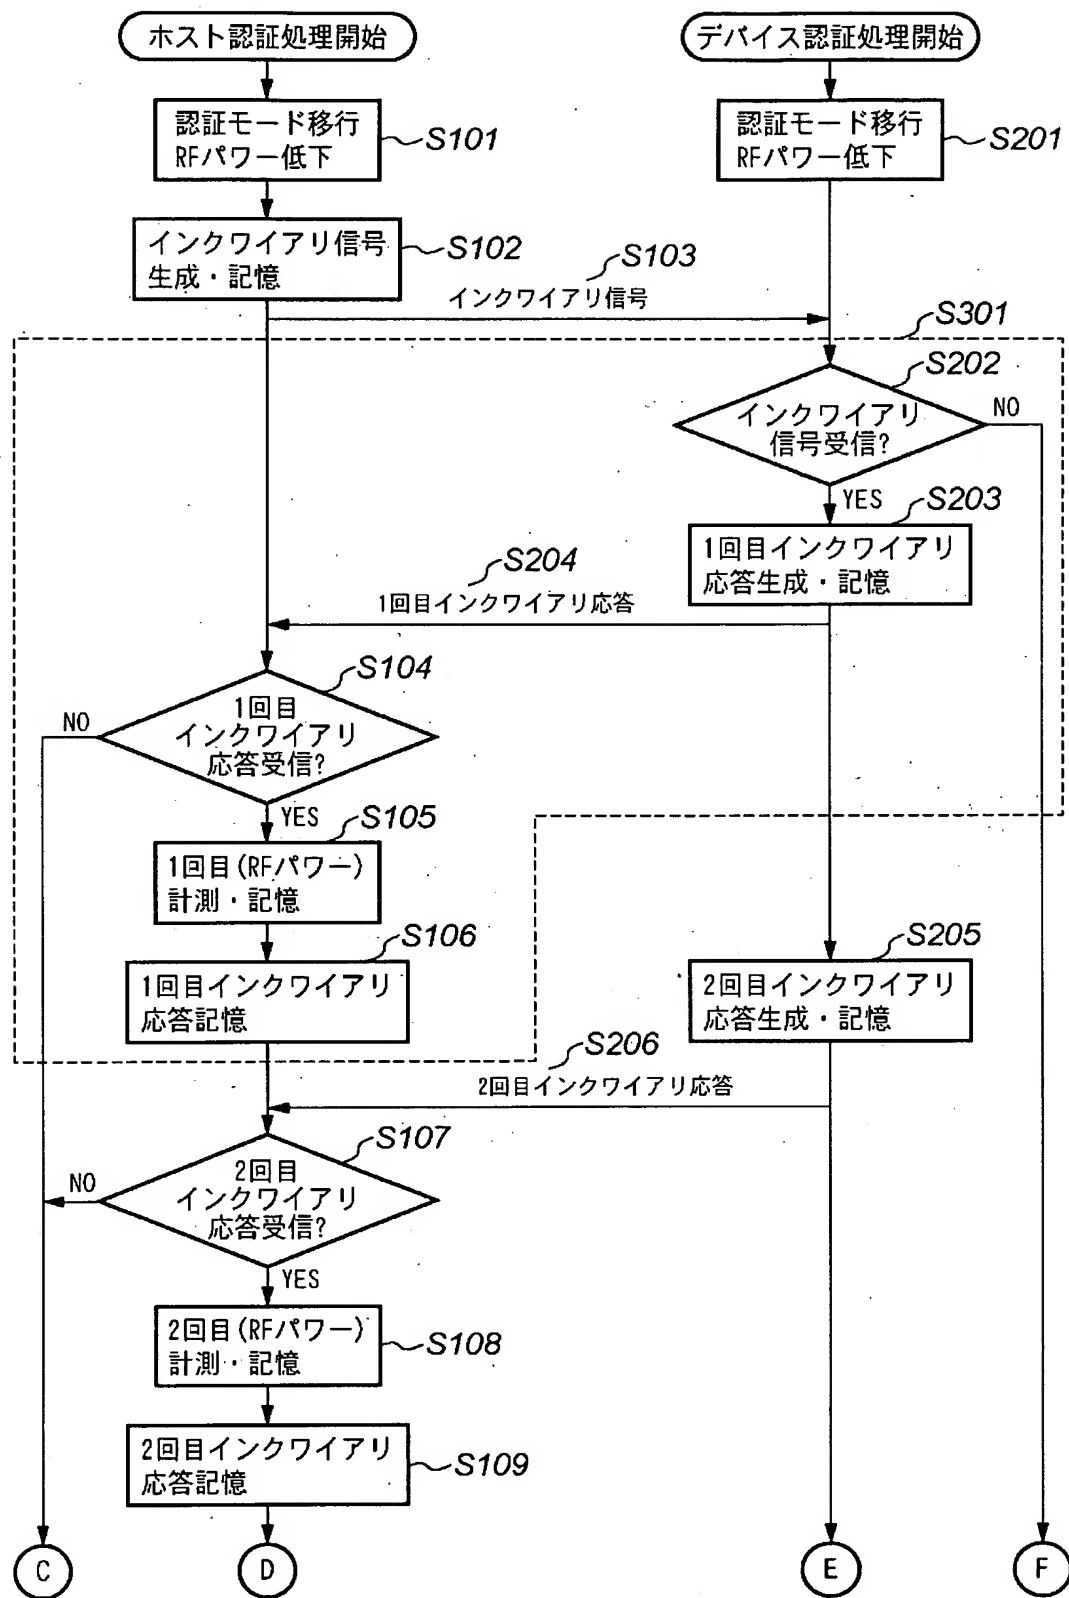 ホスト認証処理開始
デバイス認証処理開始
認証モード移行
RFパワー低下
S101
認証モード移行
RFパワー低下
S201
インクワイアリ信号
生成・記憶
S102
S103
インクワイアリ信号
S301
S202
インクワイアリ
信号受信?
NO
YES
S203
1回目インクワイアリ
応答生成・記憶
S204
1回目インクワイアリ応答
S104
1回目
インクワイアリ
応答受信?
NO
YES
S105
1回目(RFパワー)
計測・記憶
S106
1回目インクワイアリ
応答記憶
S205
2回目インクワイアリ
応答生成・記憶
S206
2回目インクワイアリ応答
S107
2回目
インクワイアリ
応答受信?
NO
YES
2回目(RFパワー)
計測・記憶
S108
2回目インクワイアリ
応答記憶
S109
C
D
E
F